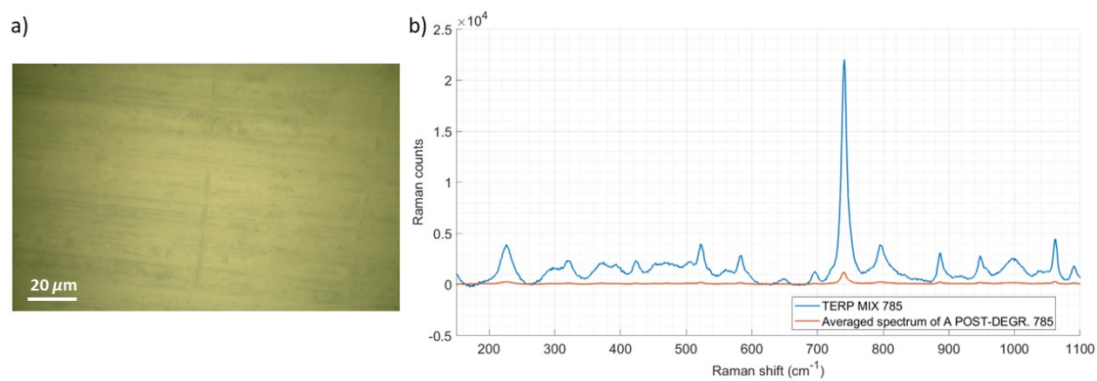 a)
b)
20 μm
×10⁴
2.5
2
1.5
1
0.5
0
-0.5
Raman counts
TERP MIX 785
Averaged spectrum of A POST-DEGR. 785
200 300 400 500 600 700 800 900 1000 1100
Raman shift (cm⁻¹)